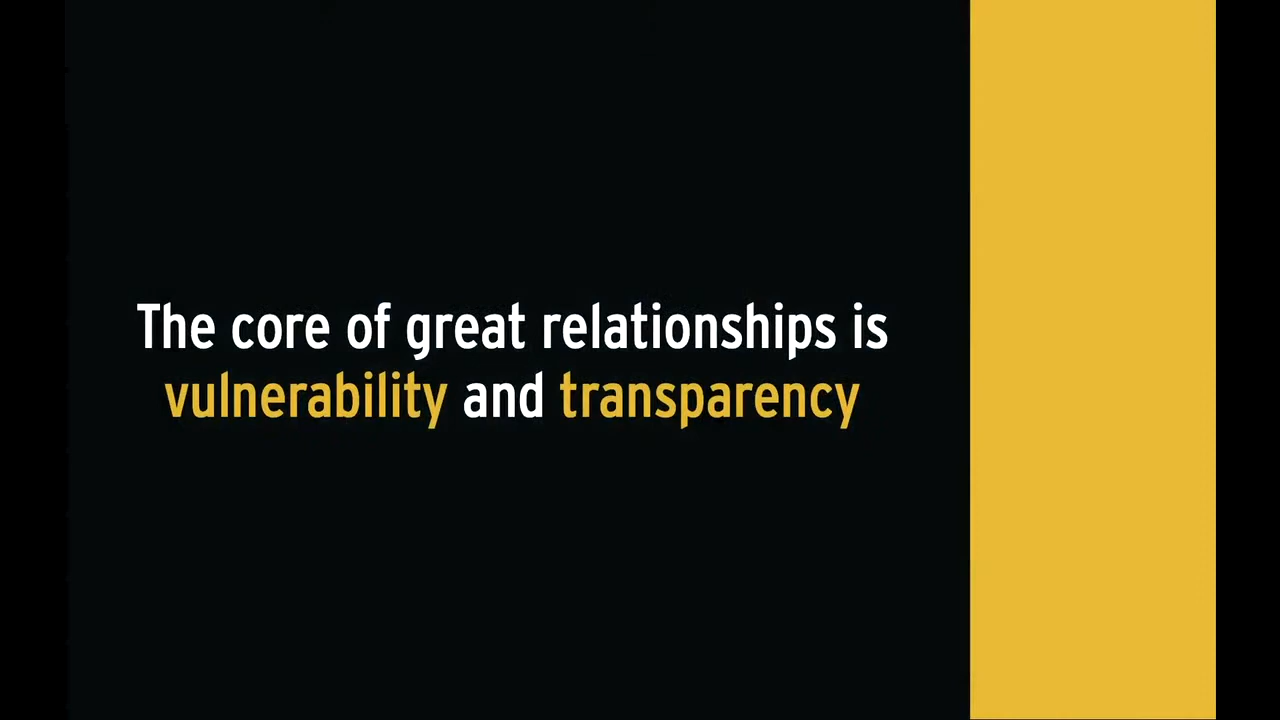 The core of great relationships is
vulnerability and transparency